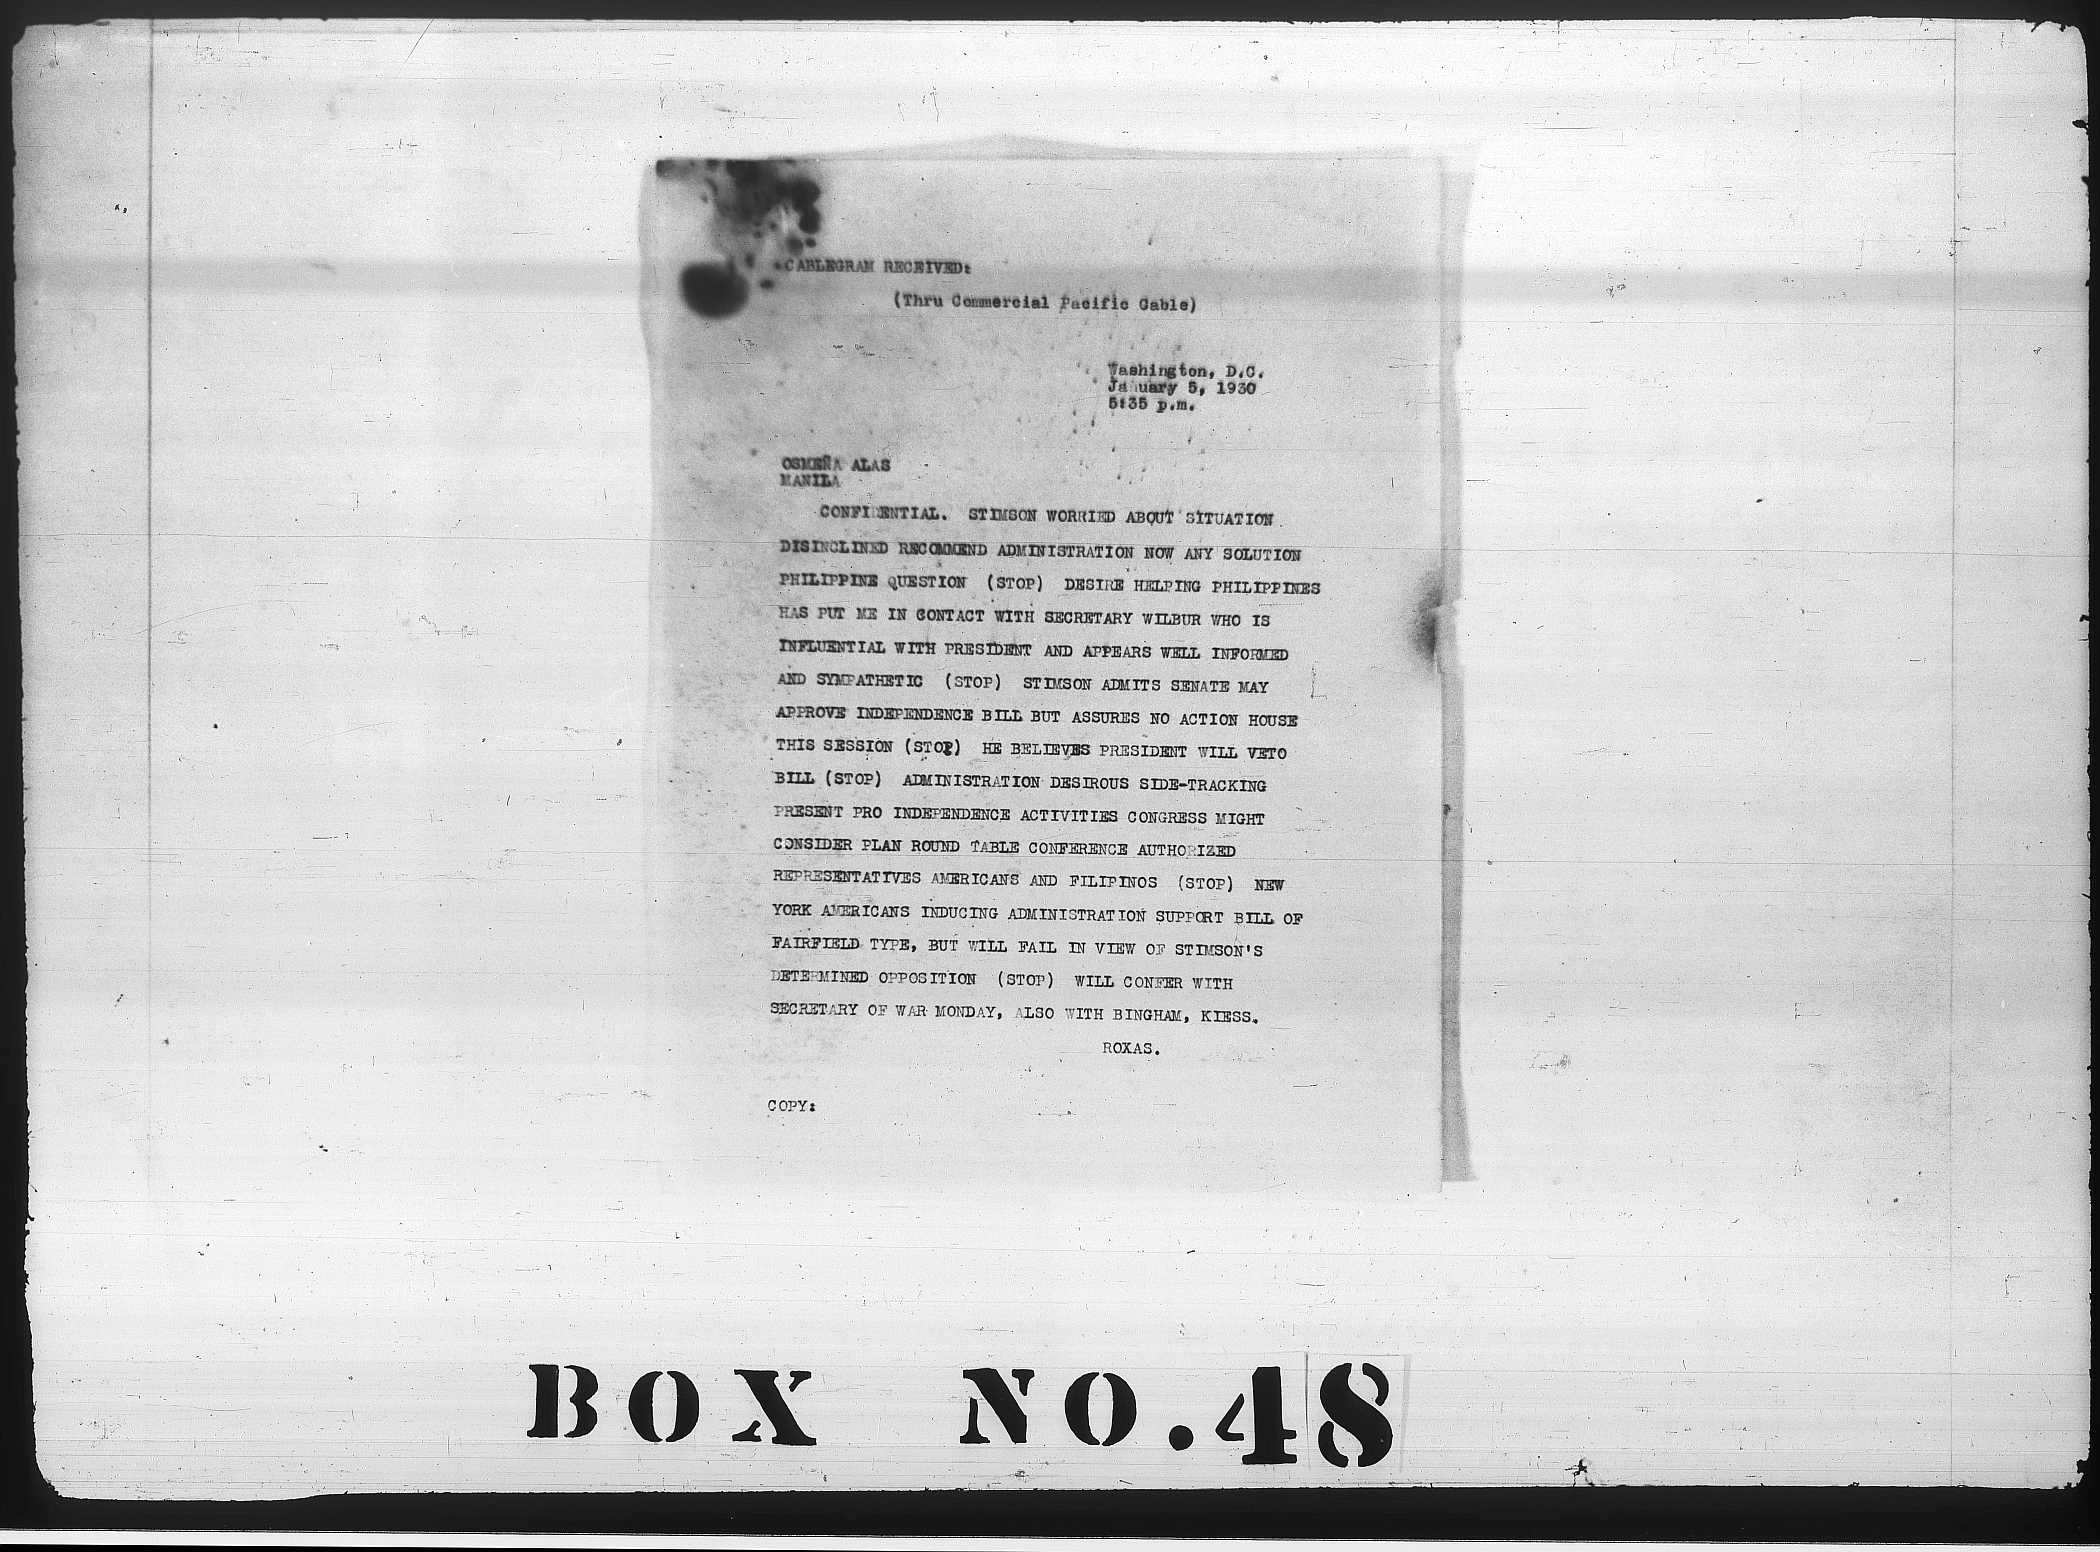 CABLEGRAM RECEIVED:
(Thru Commercial Pacific Cable)
Washington, D.C.
January 5, 1930
5:35 p.m.
OSMEÑA ALAS
MANILA
CONFIDENTIAL. STIMSON WORRIED ABOUT SITUATION
DISINCLINED RECOMMEND ADMINISTRATION NOW ANY SOLUTION
PHILIPPINE QUESTION (STOP) DESIRE HELPING PHILIPPINES
HAS PUT ME IN CONTACT WITH SECRETARY WILBUR WHO IS
INFLUENTIAL WITH PRESIDENT AND APPEARS WELL INFORMED
AND SYMPATHETIC (STOP) STIMSON ADMITS SENATE MAY
APPROVE INDEPENDENCE BILL BUT ASSURES NO ACTION HOUSE
THIS SESSION (STOP) HE BELIEVES PRESIDENT WILL VETO
BILL (STOP) ADMINISTRATION DESIROUS SIDE-TRACKING
PRESENT PRO INDEPENDENCE ACTIVITIES CONGRESS MIGHT
CONSIDER PLAN ROUND TABLE CONFERENCE AUTHORIZED
REPRESENTATIVES AMERICANS AND FILIPINOS (STOP) NEW
YORK AMERICANS INDUCING ADMINISTRATION SUPPORT BILL OF
FAIRFIELD TYPE, BUT WILL FAIL IN VIEW OF STIMSON'S
DETERMINED OPPOSITION (STOP) WILL CONFER WITH
SECRETARY OF WAR MONDAY, ALSO WITH BINGHAM, KIESS.
ROXAS.
COPY:
BOX NO.48